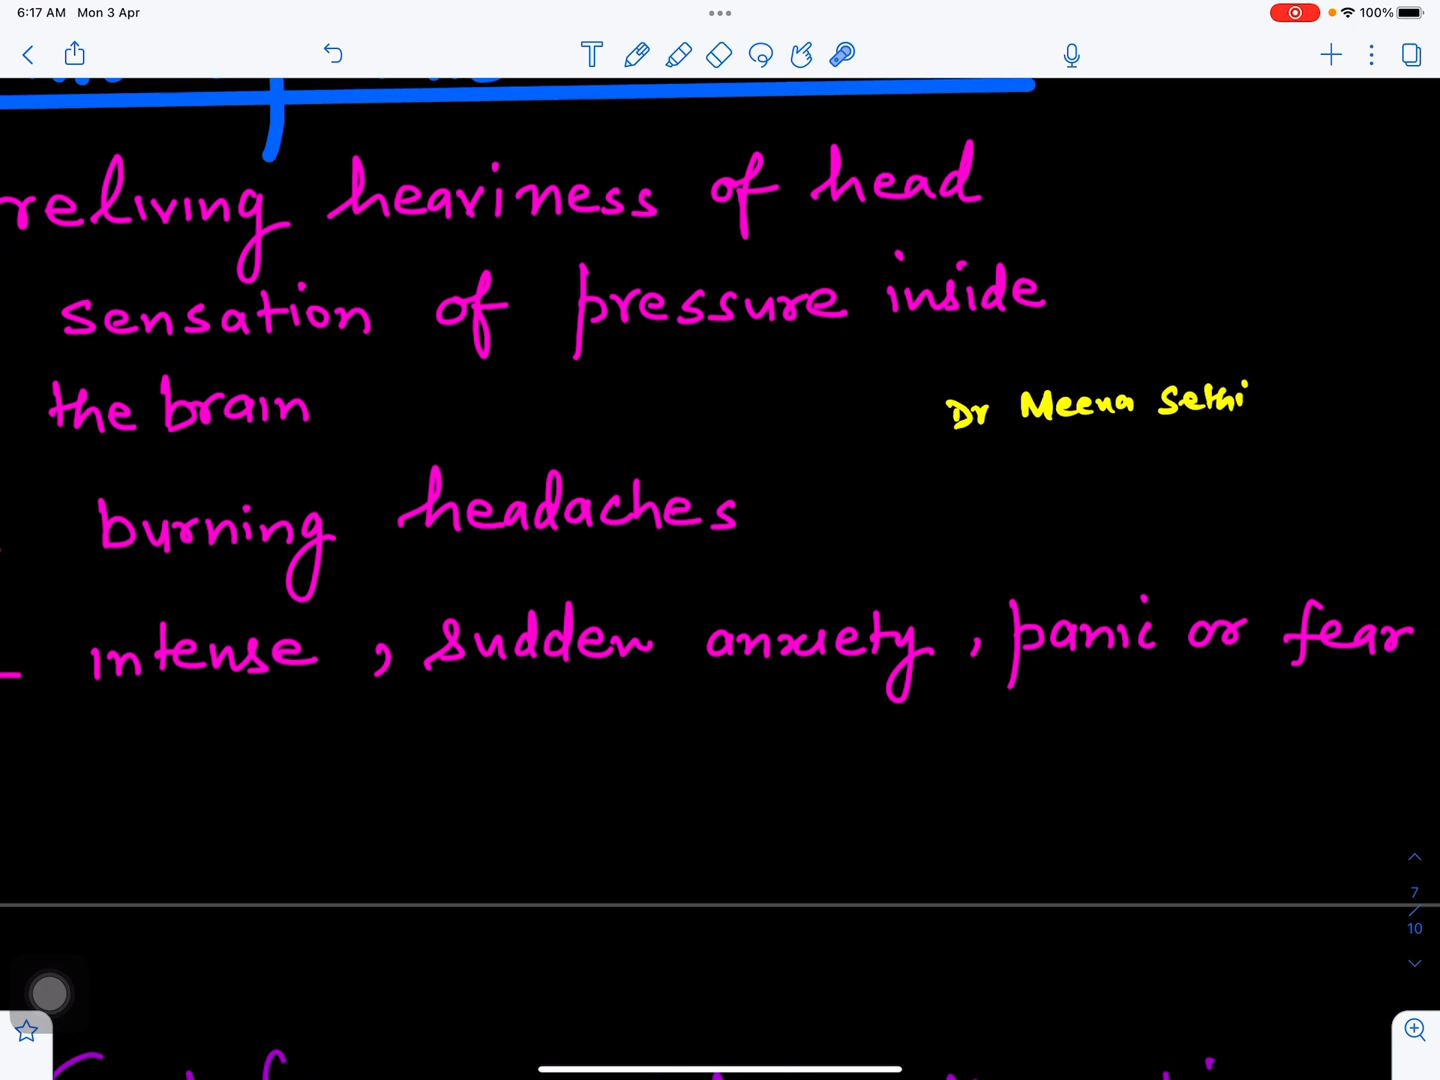 6:17 AM Mon 3 Apr
100%
reliving heaviness of head
sensation of pressure inside
the brain
Dr Meena Sethi
burning headaches
- intense, sudden anxiety, panic or fear
7
/
10